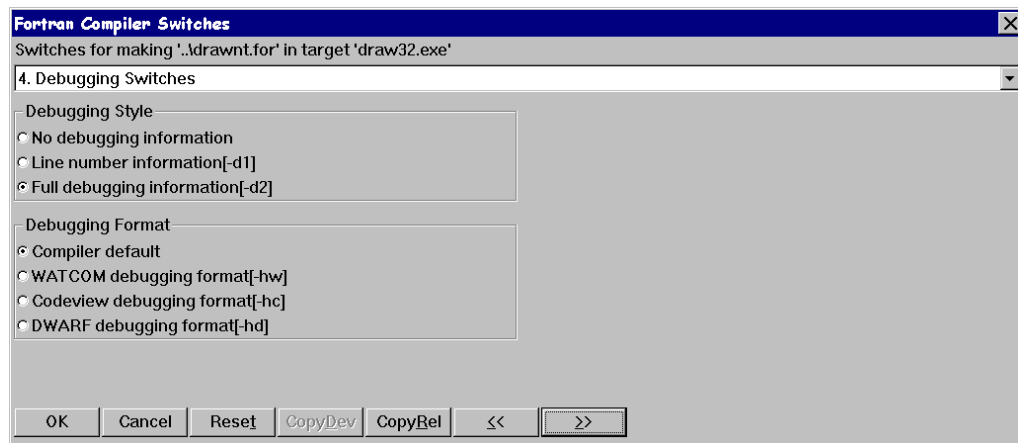 Fortran Compiler Switches
Switches for making '..\drawnt.for' in target 'draw32.exe'
4. Debugging Switches
Debugging Style
No debugging information
Line number information[-d1]
Full debugging information[-d2]
Debugging Format
Compiler default
WATCOM debugging format[-hw]
Codeview debugging format[-hc]
DWARF debugging format[-hd]
OK Cancel Reset CopyDev CopyRel << >>